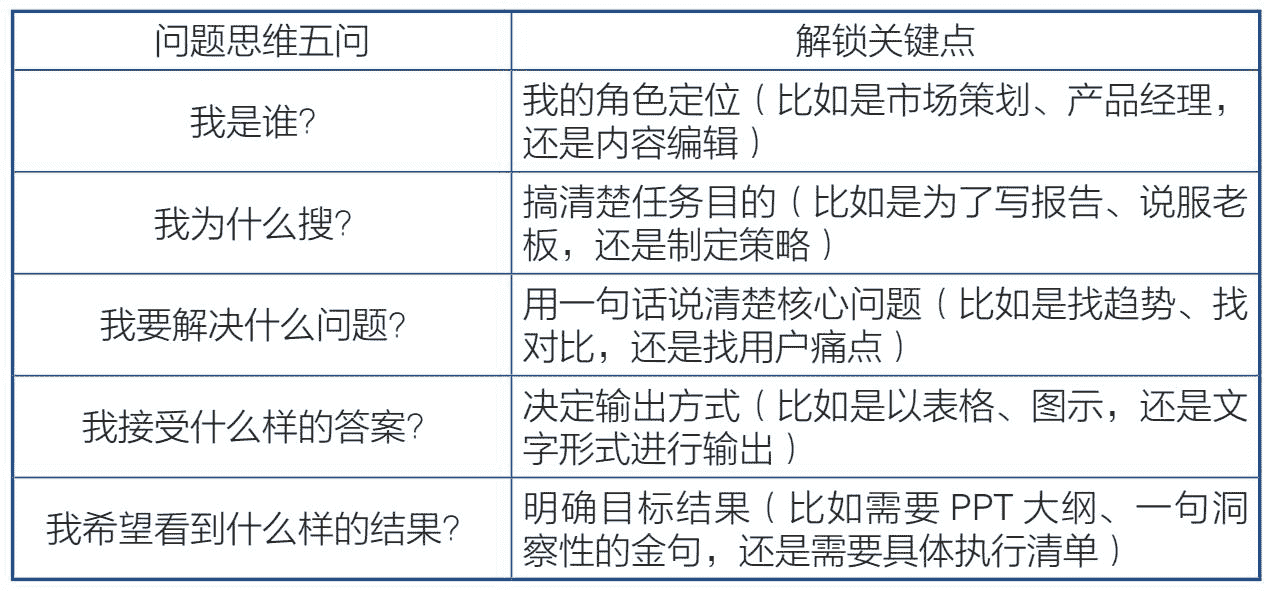 问题思维五问
解锁关键点
我是谁？
我的角色定位（比如是市场策划、产品经理，
还是内容编辑）
我为什么搜？
搞清楚任务目的（比如是为了写报告、说服老
板，还是制定策略）
我要解决什么问题？
用一句话说清楚核心问题（比如是找趋势、找
对比，还是找用户痛点）
我接受什么样的答案？
决定输出方式（比如是以表格、图示，还是文
字形式进行输出）
我希望看到什么样的结果？
明确目标结果（比如需要 PPT 大纲、一句洞
察性的金句，还是需要具体执行清单）